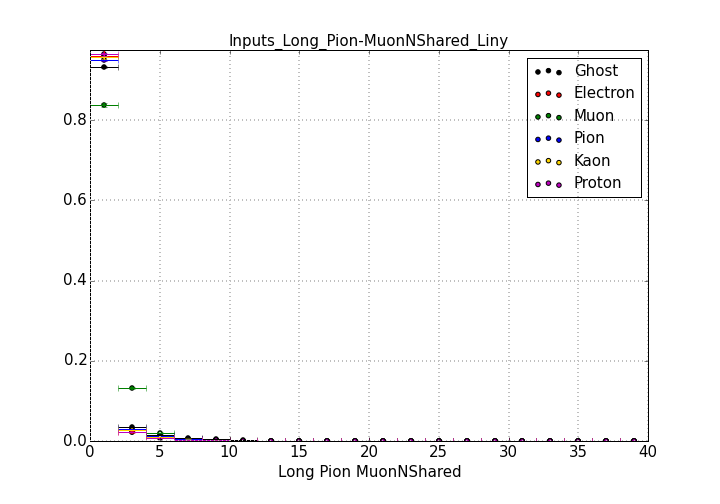 Inputs_Long_Pion-MuonNShared_Liny
Ghost
Electron
Muon
Pion
Kaon
Proton
0.8
0.6
0.4
0.2
0.0
0 5 10 15 20 25 30 35 40
Long Pion MuonNShared